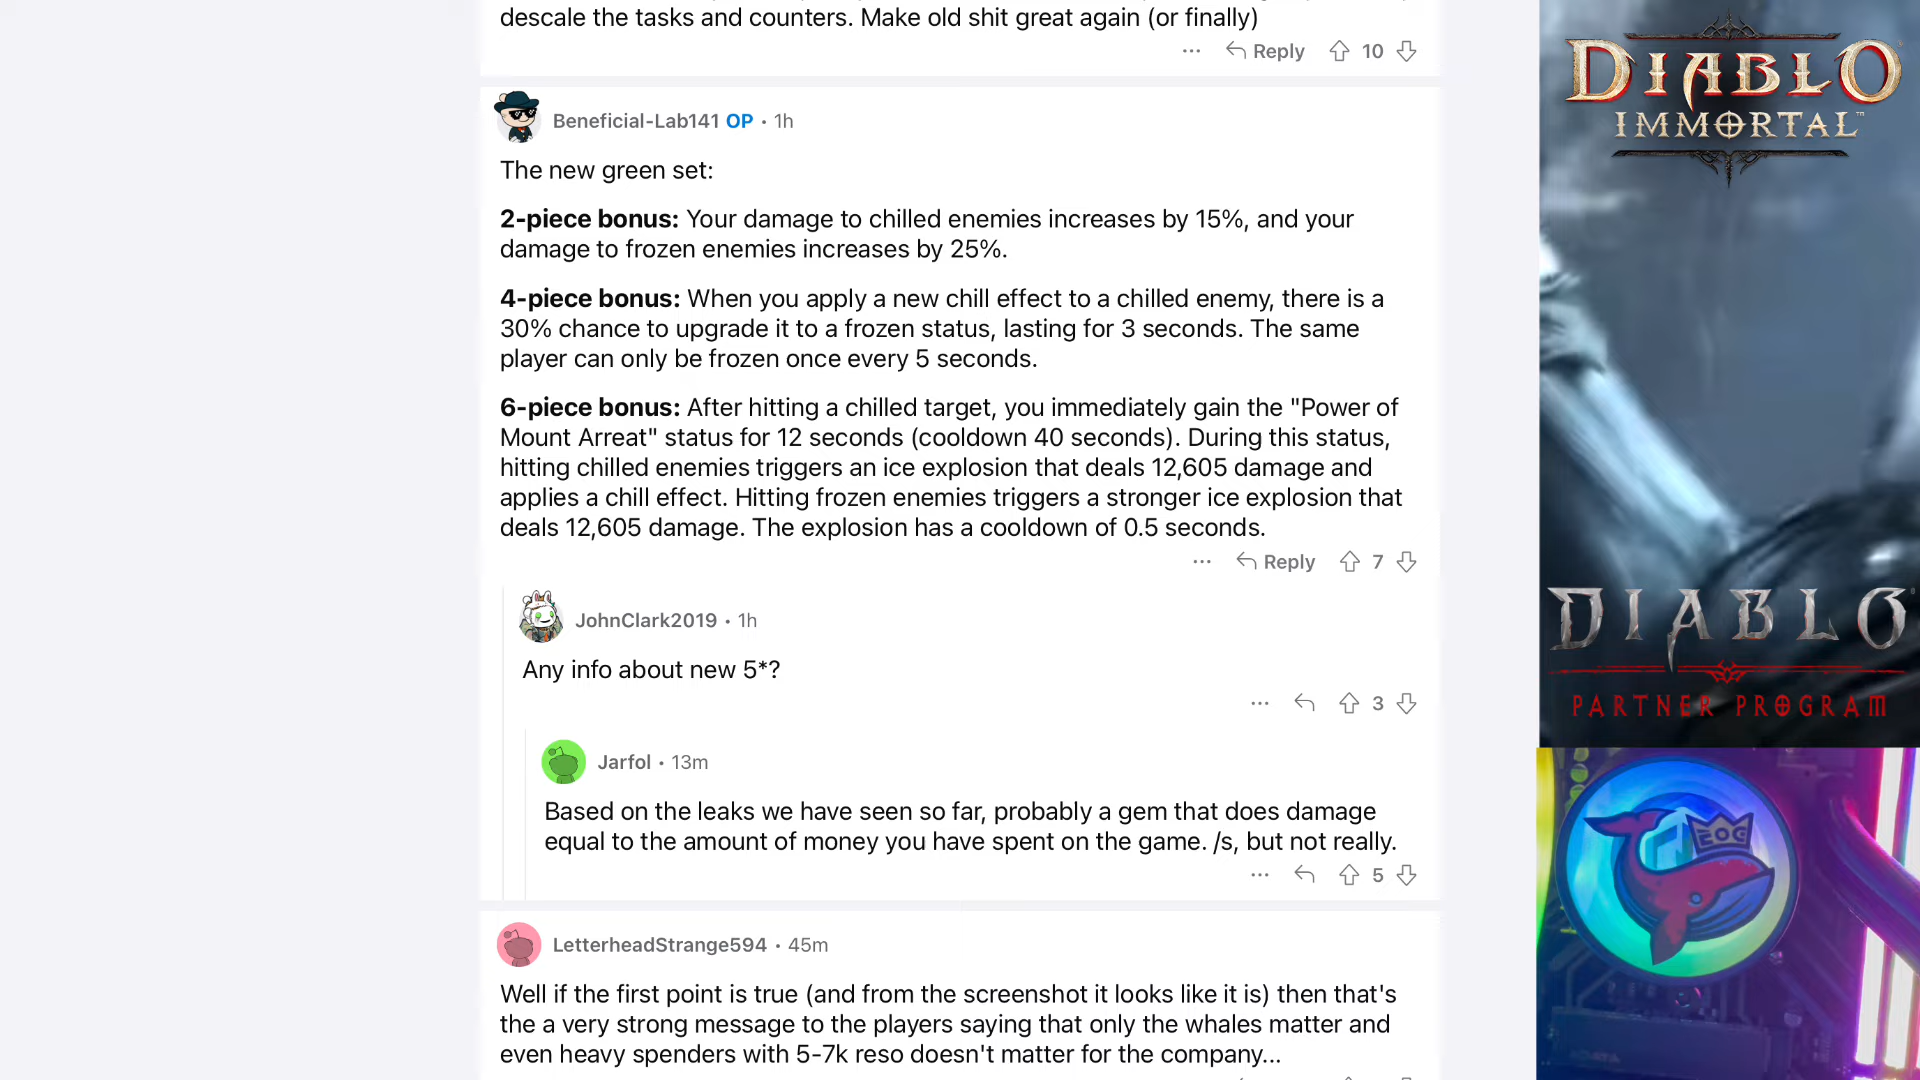 descale the tasks and counters. Make old shit great again (or finally)
... Reply 10
Beneficial-Lab141 OP • 1h
The new green set:
2-piece bonus: Your damage to chilled enemies increases by 15%, and your
damage to frozen enemies increases by 25%.
4-piece bonus: When you apply a new chill effect to a chilled enemy, there is a
30% chance to upgrade it to a frozen status, lasting for 3 seconds. The same
player can only be frozen once every 5 seconds.
6-piece bonus: After hitting a chilled target, you immediately gain the "Power of
Mount Arreat" status for 12 seconds (cooldown 40 seconds). During this status,
hitting chilled enemies triggers an ice explosion that deals 12,605 damage and
applies a chill effect. Hitting frozen enemies triggers a stronger ice explosion that
deals 12,605 damage. The explosion has a cooldown of 0.5 seconds.
... Reply 7
JohnClark2019 • 1h
Any info about new 5*?
... 3
Jarfol • 13m
Based on the leaks we have seen so far, probably a gem that does damage
equal to the amount of money you have spent on the game. /s, but not really.
... 5
LetterheadStrange594 • 45m
Well if the first point is true (and from the screenshot it looks like it is) then that's
the a very strong message to the players saying that only the whales matter and
even heavy spenders with 5-7k reso doesn't matter for the company...
DIABLO
IMMORTAL™
DIABLO
PARTNER PROGRAM
EOG